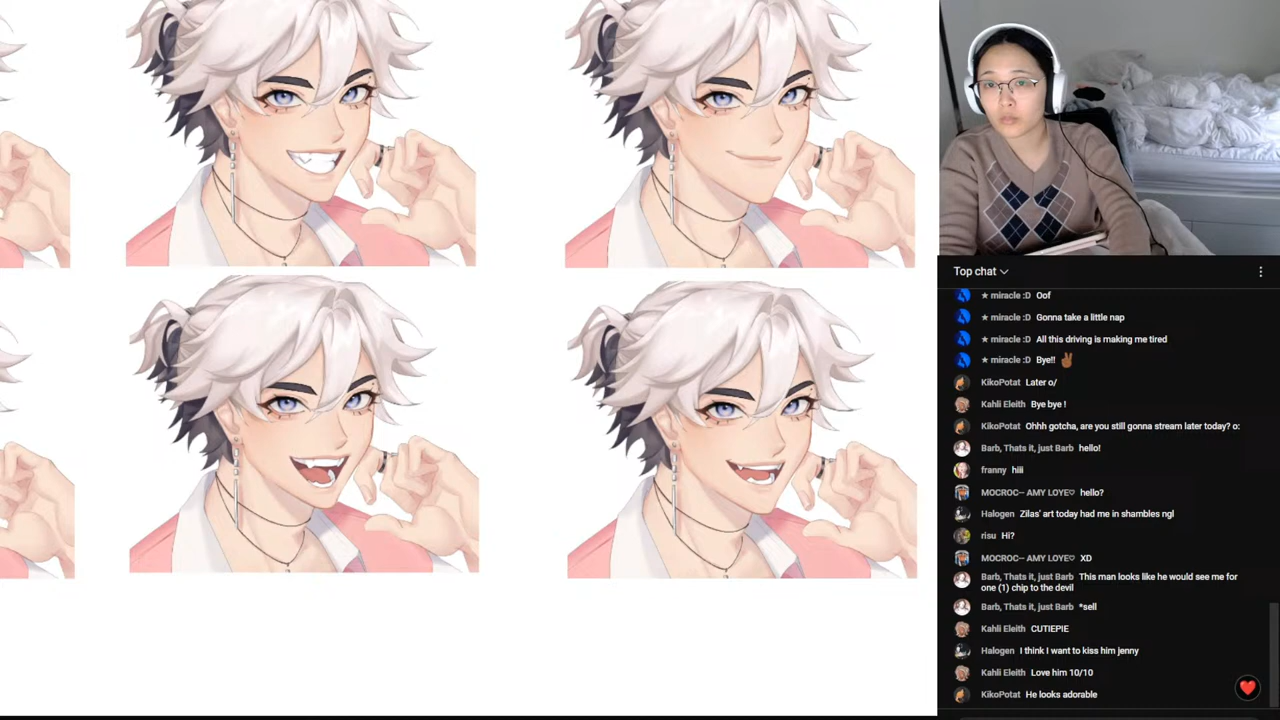 Top chat
★ miracle :D Oof
★ miracle :D Gonna take a little nap
★ miracle :D All this driving is making me tired
★ miracle :D Bye!! ✌🏾
KikoPotat Later o/
Kahli Eleith Bye bye !
KikoPotat Ohhh gotcha, are you still gonna stream later today? o:
Barb, Thats it, just Barb hello!
franny hiii
MOCROC-- AMY LOYE♡ hello?
Halogen Zilas' art today had me in shambles ngl
risu Hi?
MOCROC-- AMY LOYE♡ XD
Barb, Thats it, just Barb This man looks like he would see me for
one (1) chip to the devil
Barb, Thats it, just Barb *sell
Kahli Eleith CUTIEPIE
Halogen I think I want to kiss him jenny
Kahli Eleith Love him 10/10
KikoPotat He looks adorable